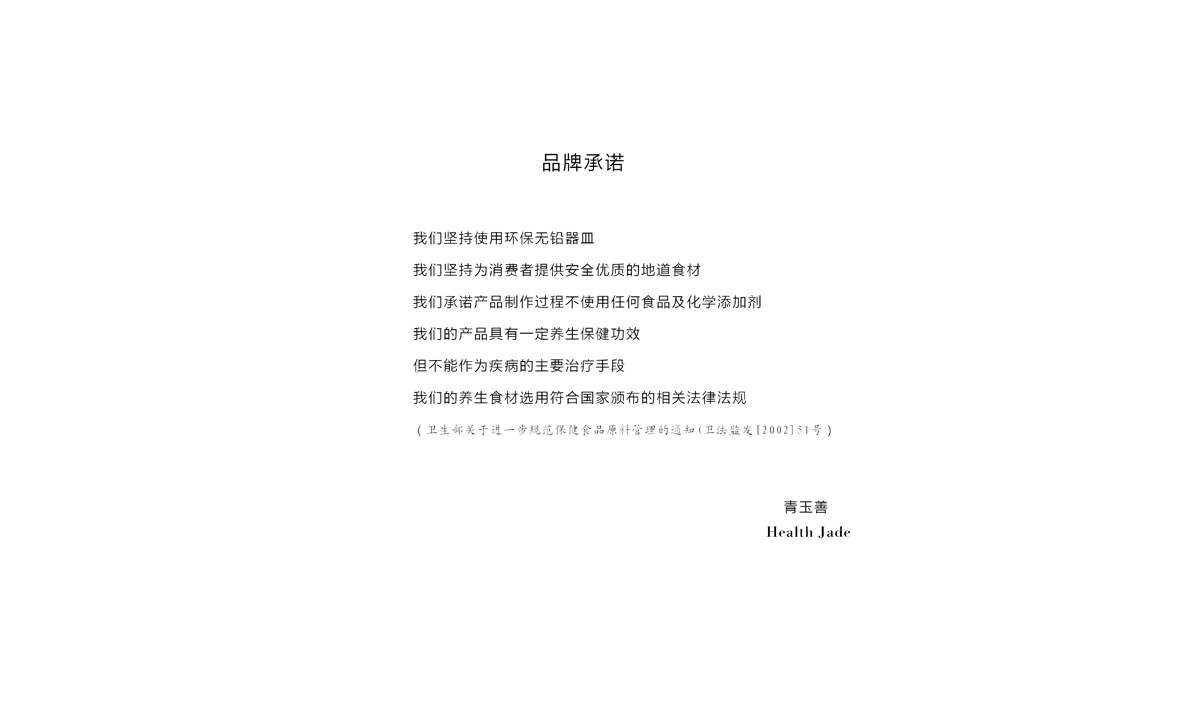 品牌承诺
我们坚持使用环保无铅器皿
我们坚持为消费者提供安全优质的地道食材
我们承诺产品制作过程不使用任何食品及化学添加剂
我们的产品具有一定养生保健功效
但不能作为疾病的主要治疗手段
我们的养生食材选用符合国家颁布的相关法律法规
（卫生部关于进一步规范保健食品原料管理的通知(卫法监发[2002]51号）
青玉善
Health Jade